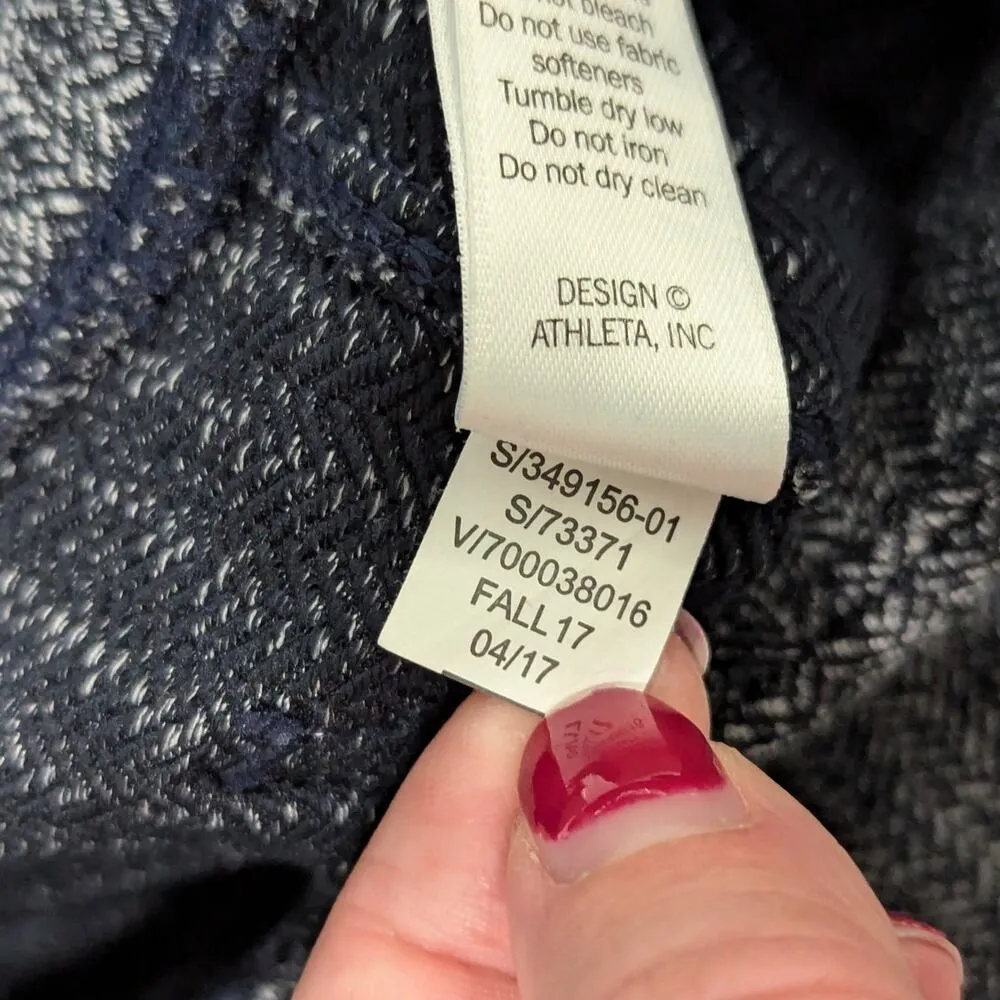 bleach
Do not use fabric
softeners
Tumble dry low
Do not iron
Do not dry clean
DESIGN ©
ATHLETA, INC
S/349156-01
S/73371
V/700038016
FALL 17
04/17